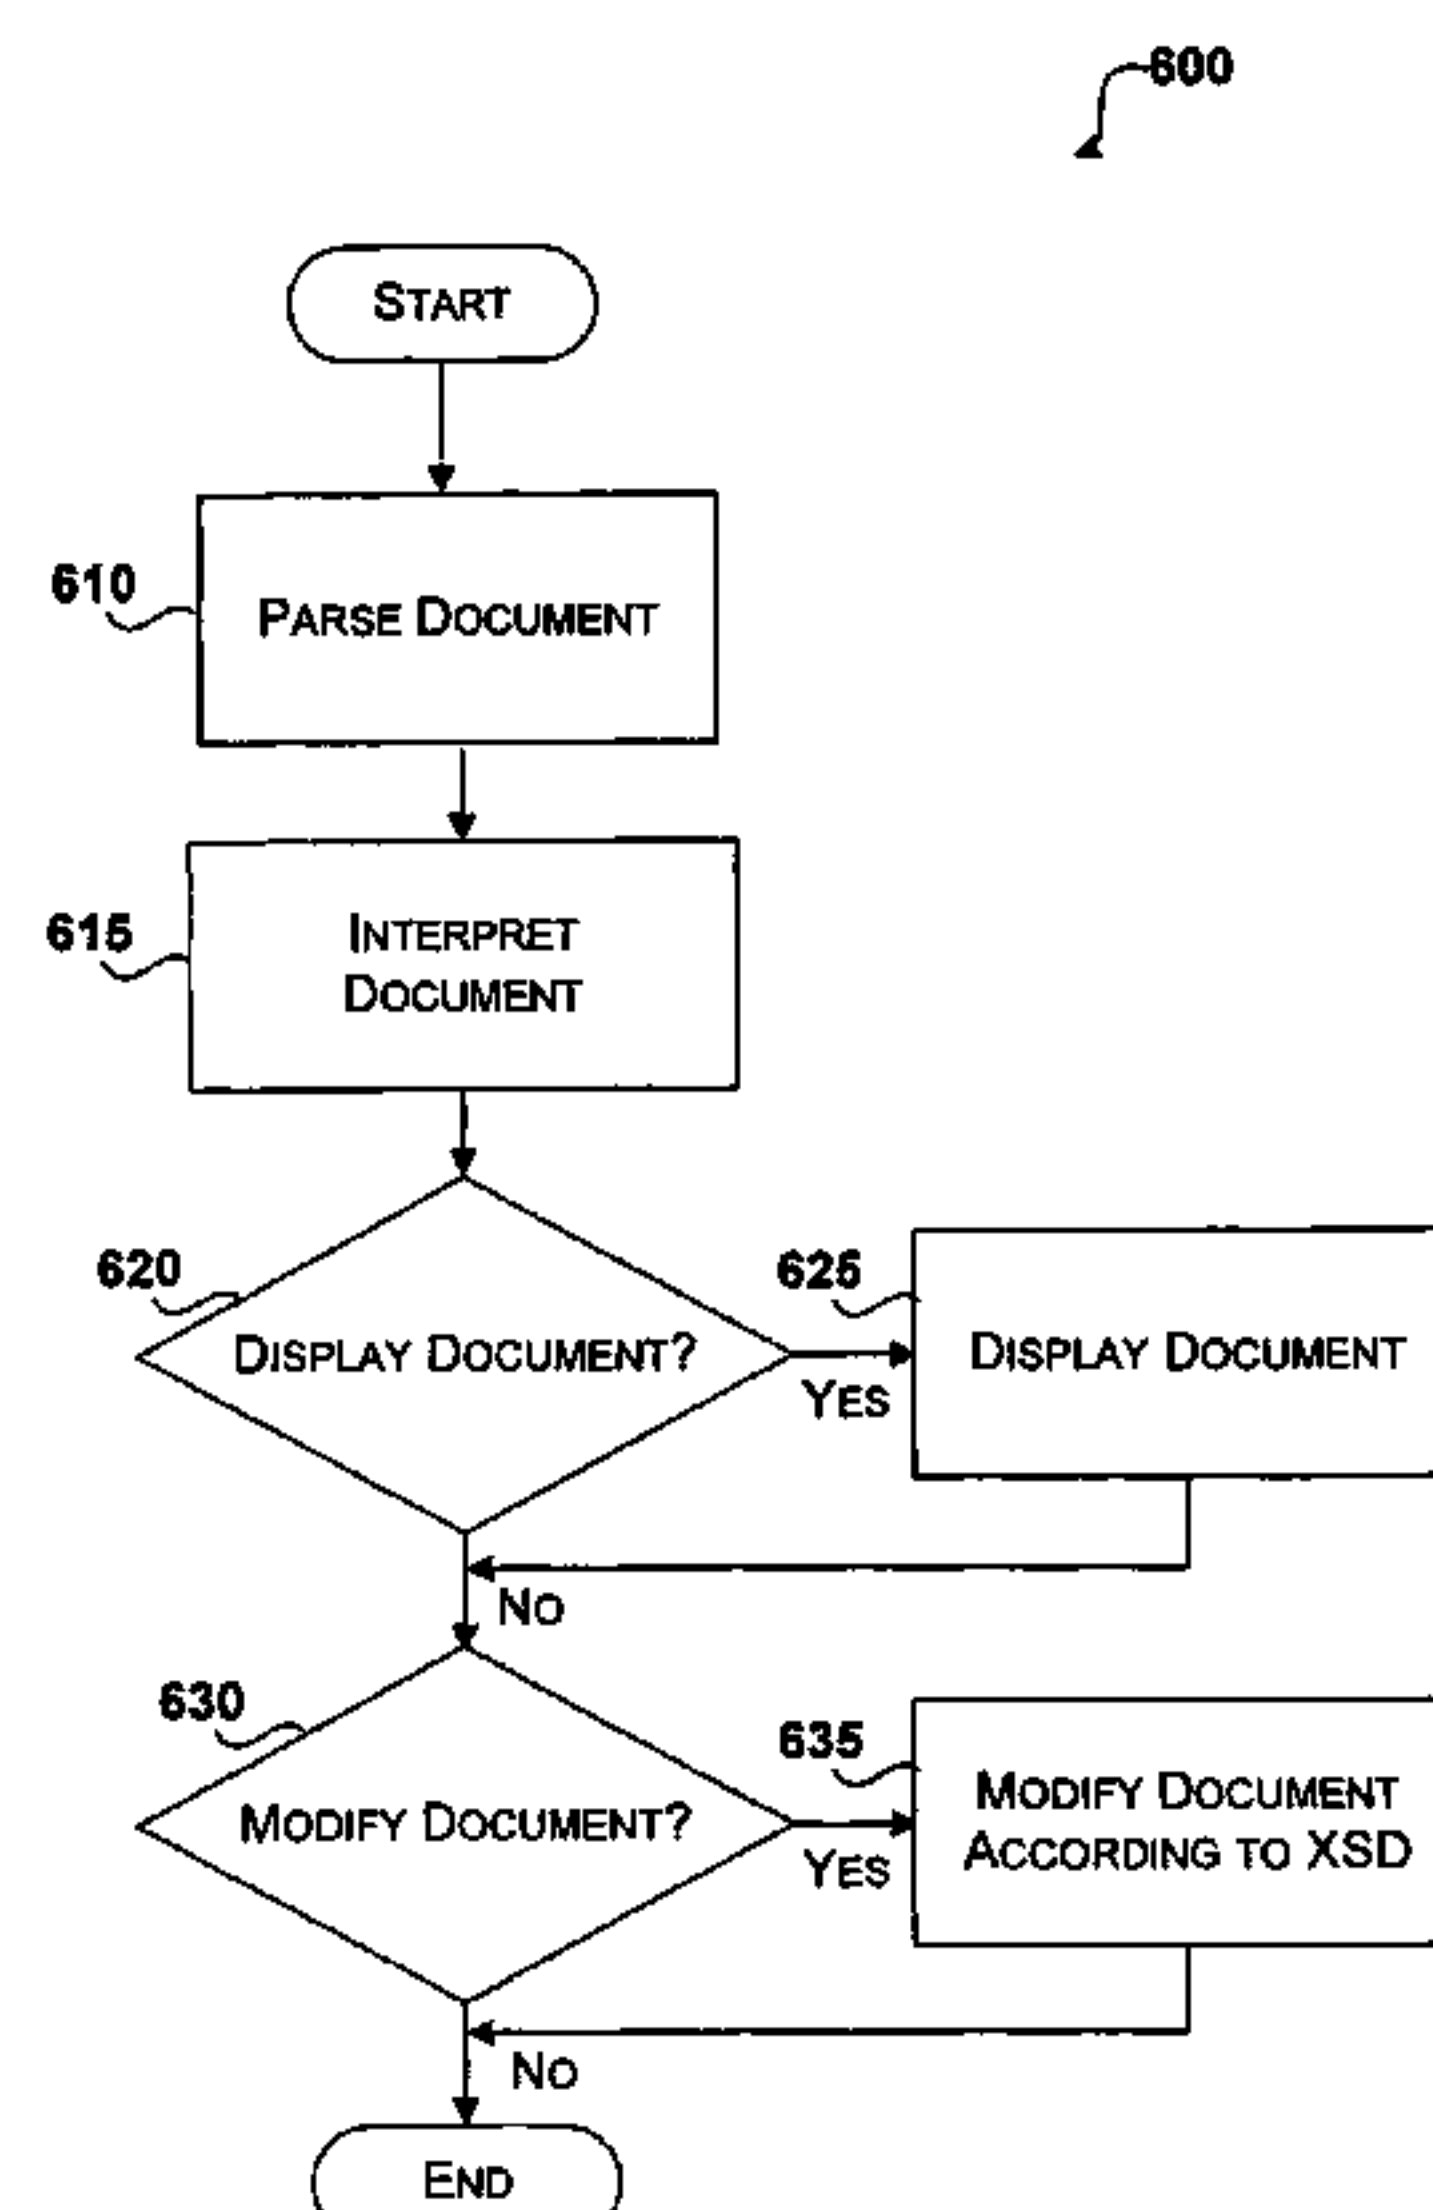 600
START
610
PARSE DOCUMENT
615
INTERPRET
DOCUMENT
620
DISPLAY DOCUMENT?
YES
625
DISPLAY DOCUMENT
NO
630
MODIFY DOCUMENT?
YES
635
MODIFY DOCUMENT
ACCORDING TO XSD
NO
END